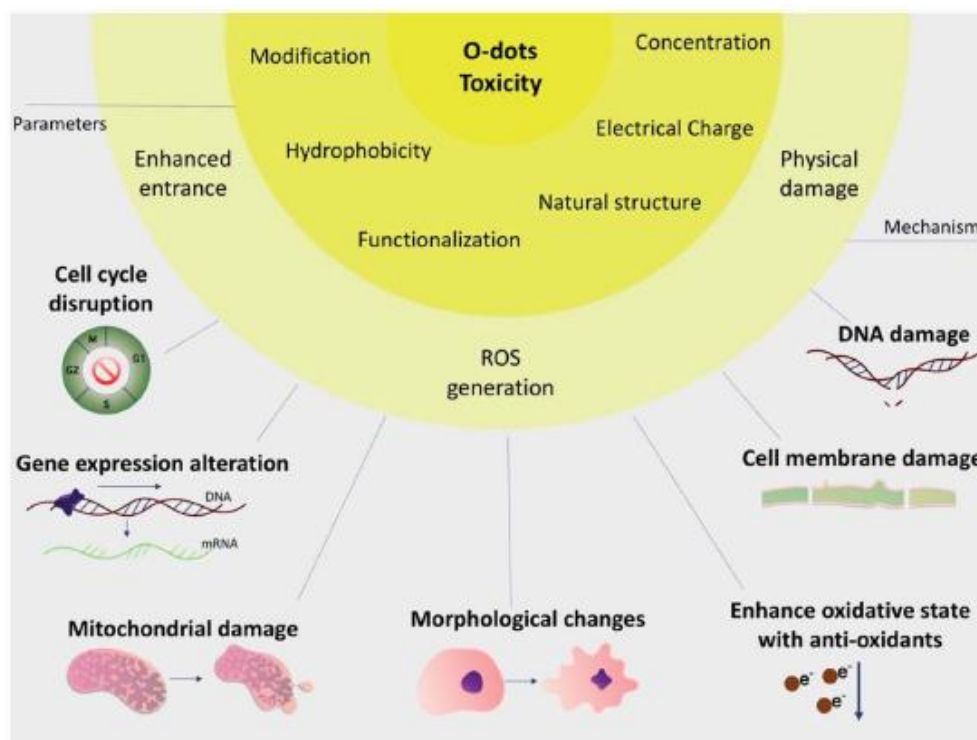 O-dots
Toxicity
Modification
Concentration
Parameters
Hydrophobicity
Electrical Charge
Enhanced
entrance
Physical
damage
Natural structure
Functionalization
Mechanism
Cell cycle
disruption
M
G1
G2
S
ROS
generation
DNA damage
Gene expression alteration
DNA
mRNA
Cell membrane damage
Mitochondrial damage
Morphological changes
Enhance oxidative state
with anti-oxidants
e-
e-
e-